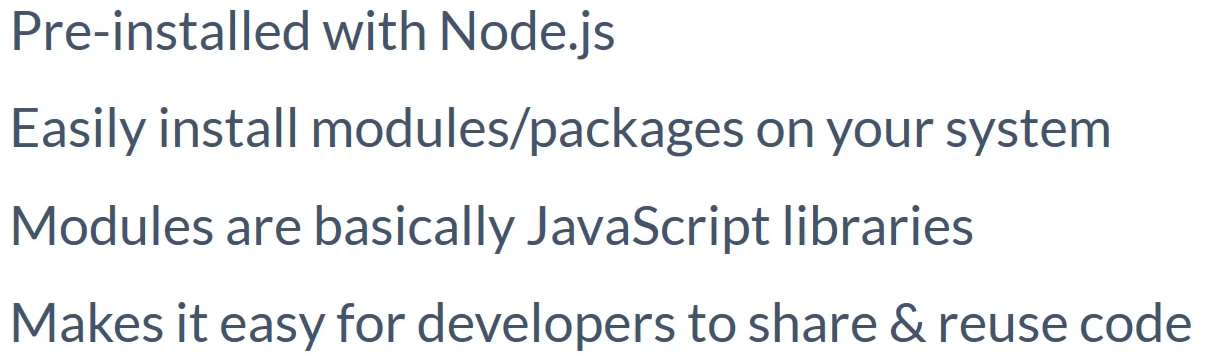 Pre-installed with Node.js
Easily install modules/packages on your system
Modules are basically JavaScript libraries
Makes it easy for developers to share & reuse code